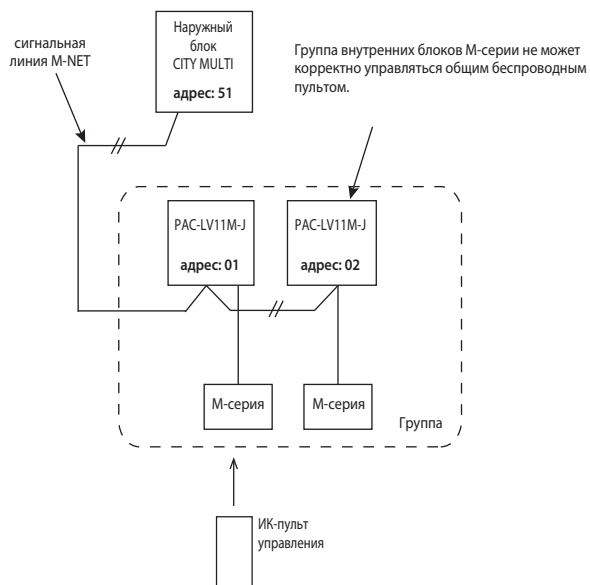 сигнальная
линия M-NET
Наружный
блок
CITY MULTI
адрес: 51
Группа внутренних блоков М-серии не может
корректно управляться общим беспроводным
пультом.
PAC-LV11M-J
адрес: 01
PAC-LV11M-J
адрес: 02
М-серия
М-серия
Группа
ИК-пульт
управления